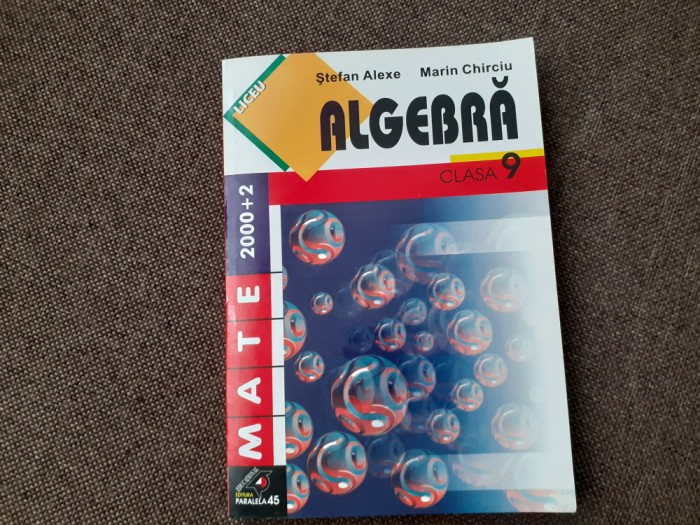 LICEU
Ştefan Alexe Marin Chirciu
ALGEBRĂ
CLASA 9
MATE 2000+2
EDITURA
PARALELA 45